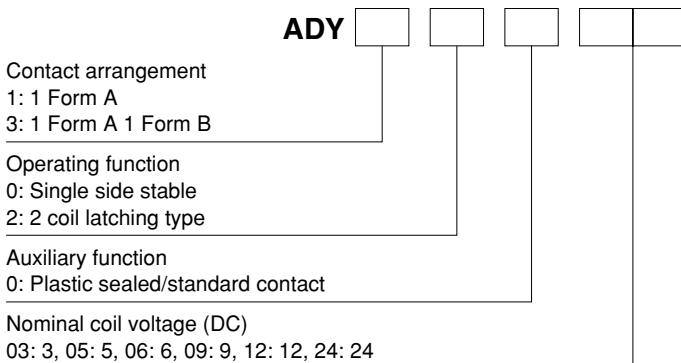 ADY
Contact arrangement
1: 1 Form A
3: 1 Form A 1 Form B
Operating function
0: Single side stable
2: 2 coil latching type
Auxiliary function
0: Plastic sealed/standard contact
Nominal coil voltage (DC)
03: 3, 05: 5, 06: 6, 09: 9, 12: 12, 24: 24